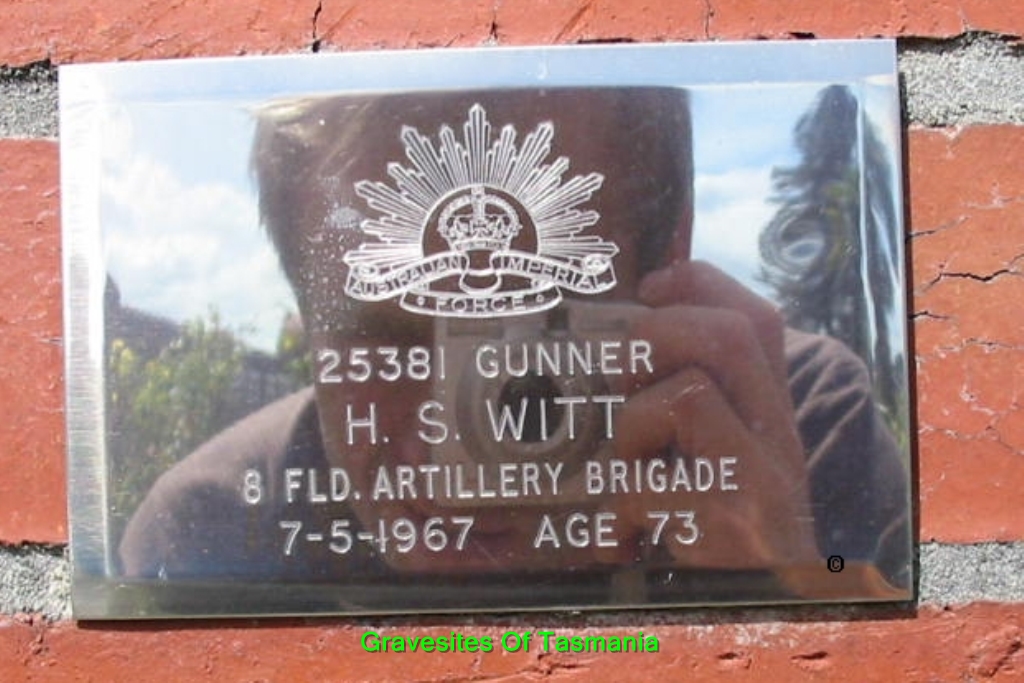 AUSTRALIAN IMPERIAL
FORCE
25381 GUNNER
H. S. WITT
8 FLD. ARTILLERY BRIGADE
7-5-1967 AGE 73
©
Gravesites Of Tasmania